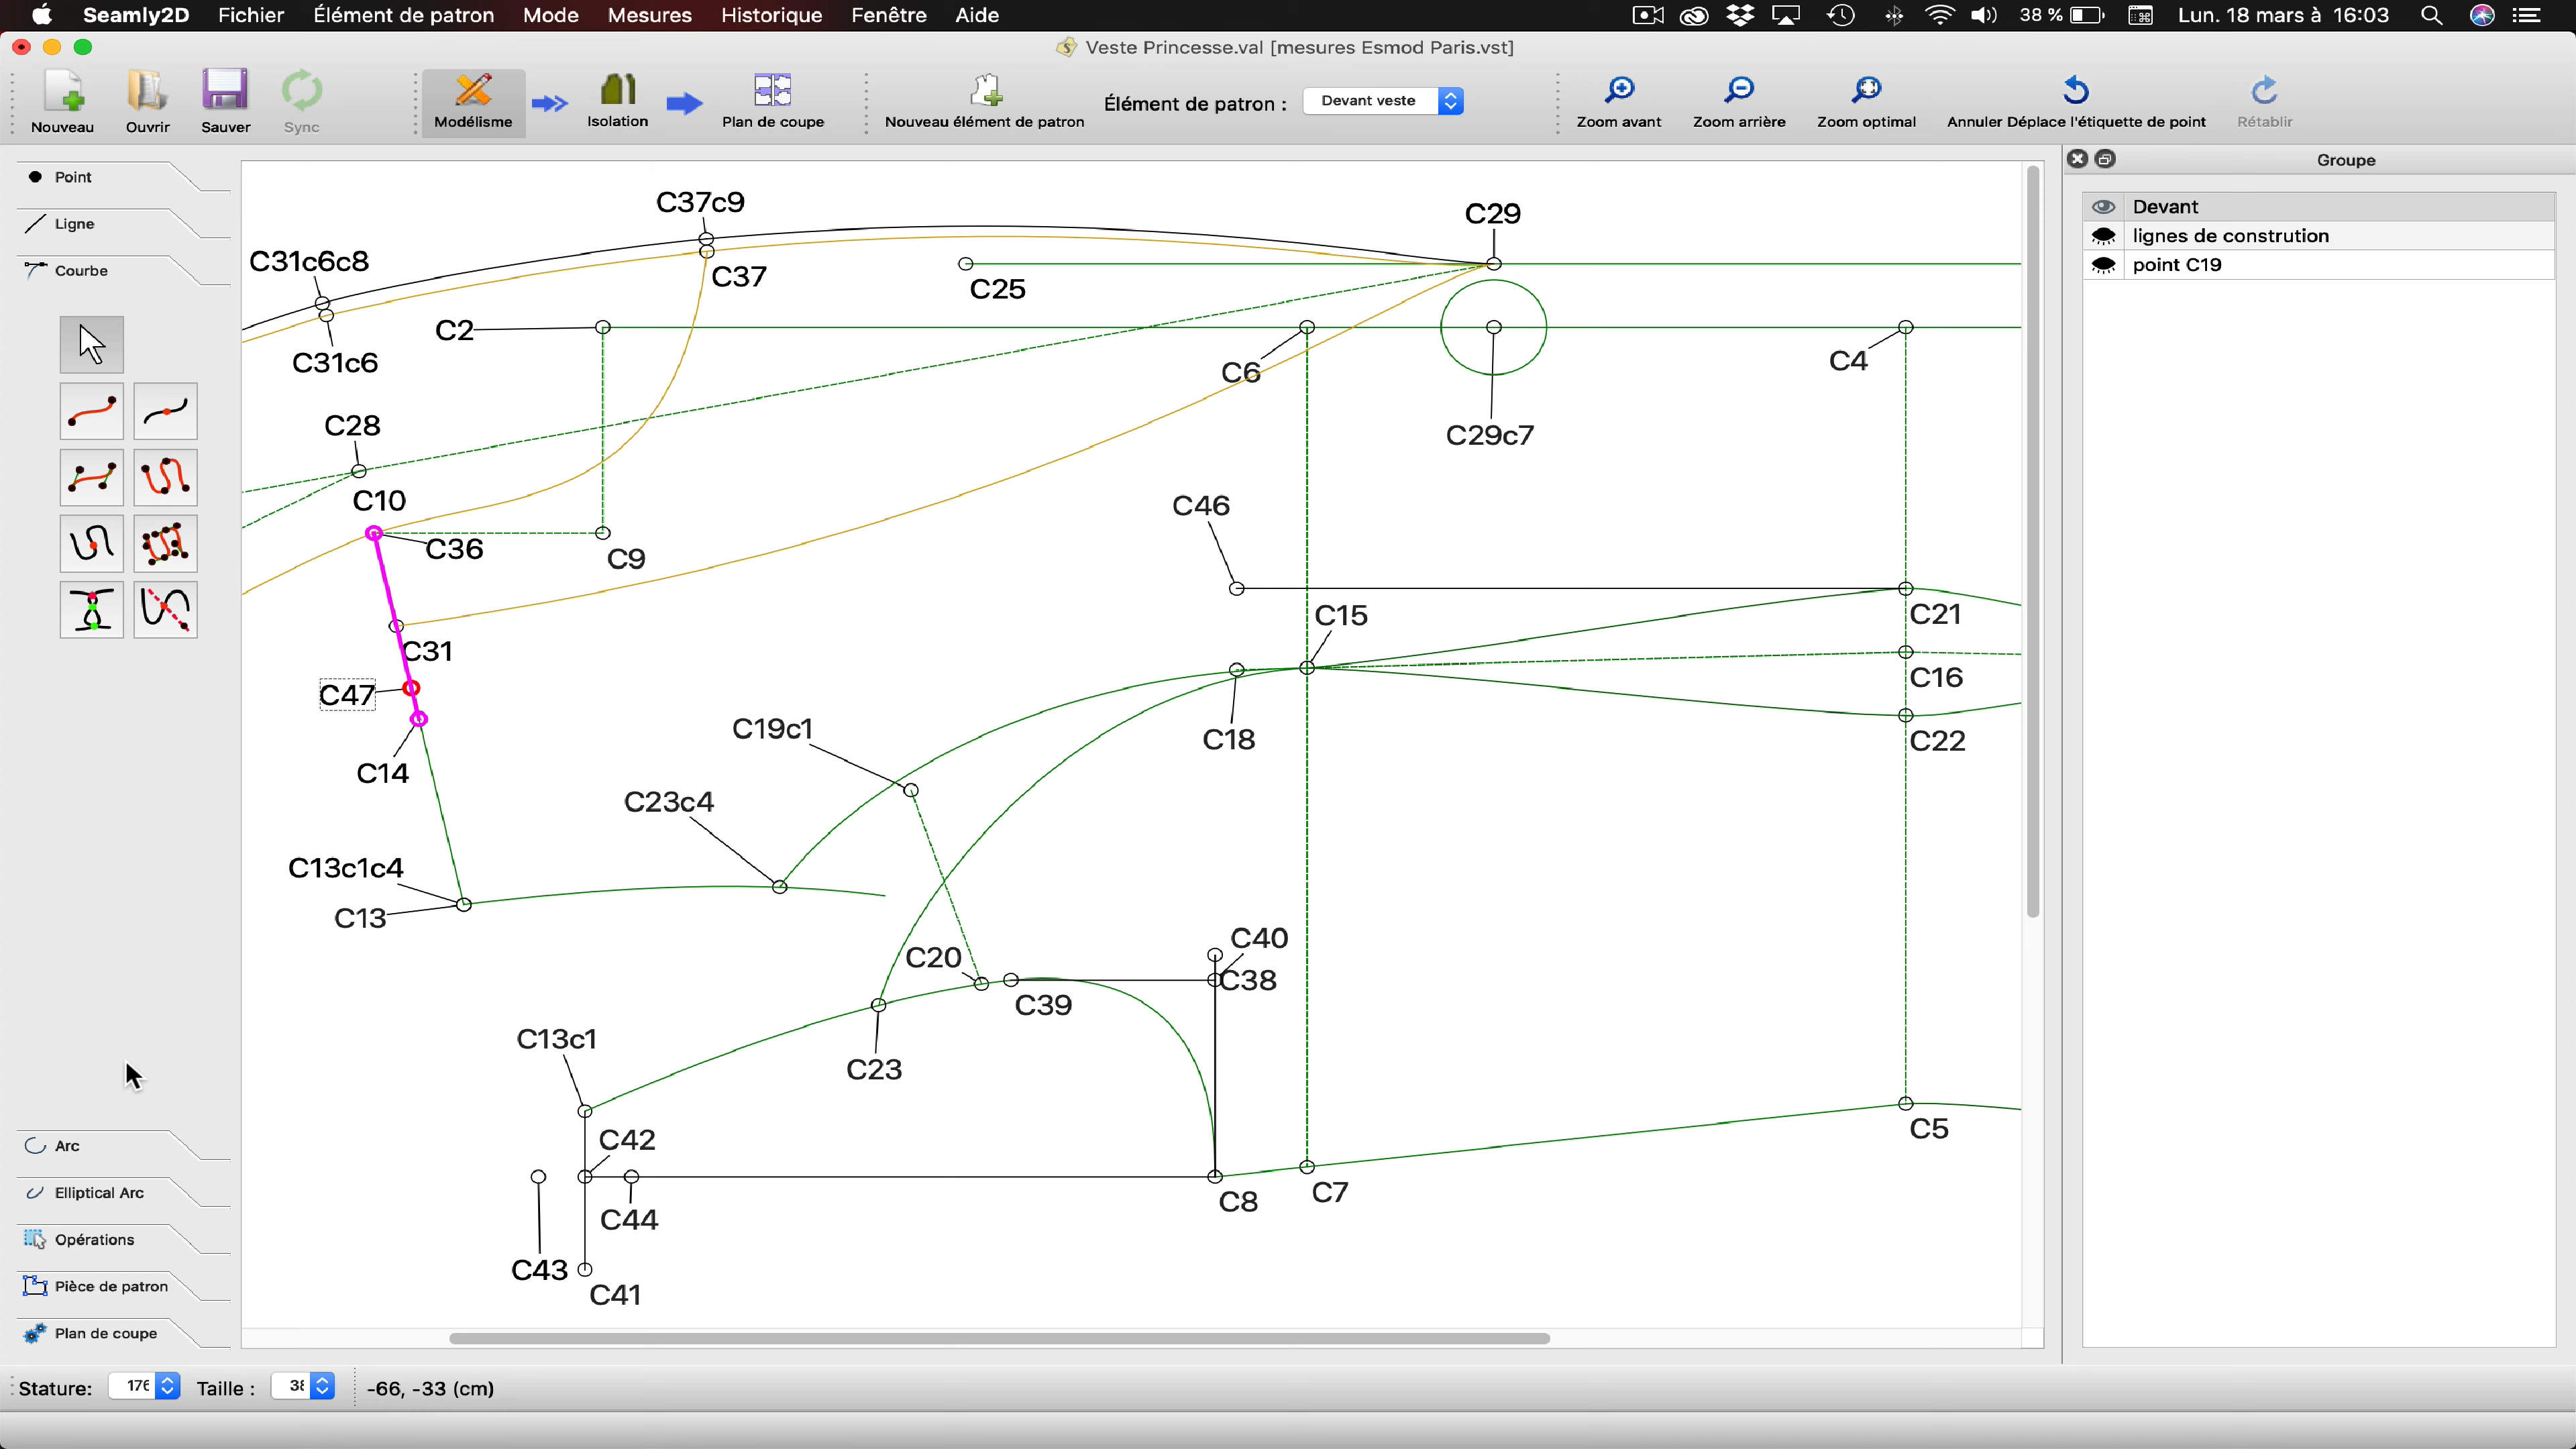 Seamly2D Fichier Élément de patron Mode Mesures Historique Fenêtre Aide 38 % Lun. 18 mars à 16:03
Veste Princesse.val [mesures Esmod Paris.vst]
Nouveau Ouvrir Sauver Sync Modélisme Isolation Plan de coupe Nouveau élément de patron Élément de patron : Devant veste Zoom avant Zoom arrière Zoom optimal Annuler Déplace l'étiquette de point Rétablir
Groupe
Devant
lignes de constrution
point C19
Point
Ligne
Courbe
C37c9
C29
C31c6c8
C37
C25
C2
C31c6
C6
C4
C28
C29c7
C10
C46
C36
C9
C15
C21
C31
C16
C47
C19c1
C18
C22
C14
C23c4
C13c1c4
C13
C40
C20
C38
C39
C13c1
C23
C42
C5
C8
C7
C44
C43
C41
Arc
Elliptical Arc
Opérations
Pièce de patron
Plan de coupe
Stature: 176 Taille : -66, -33 (cm)